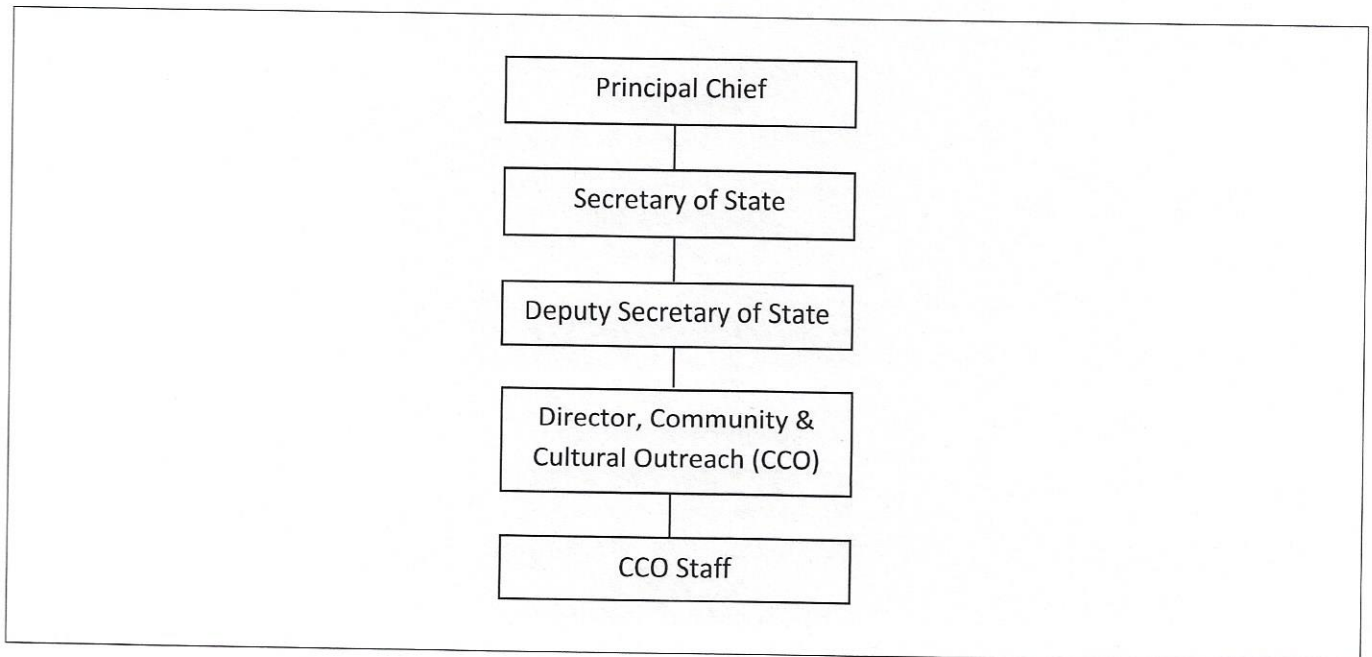 Principal Chief
Secretary of State
Deputy Secretary of State
Director, Community &
Cultural Outreach (CCO)
CCO Staff